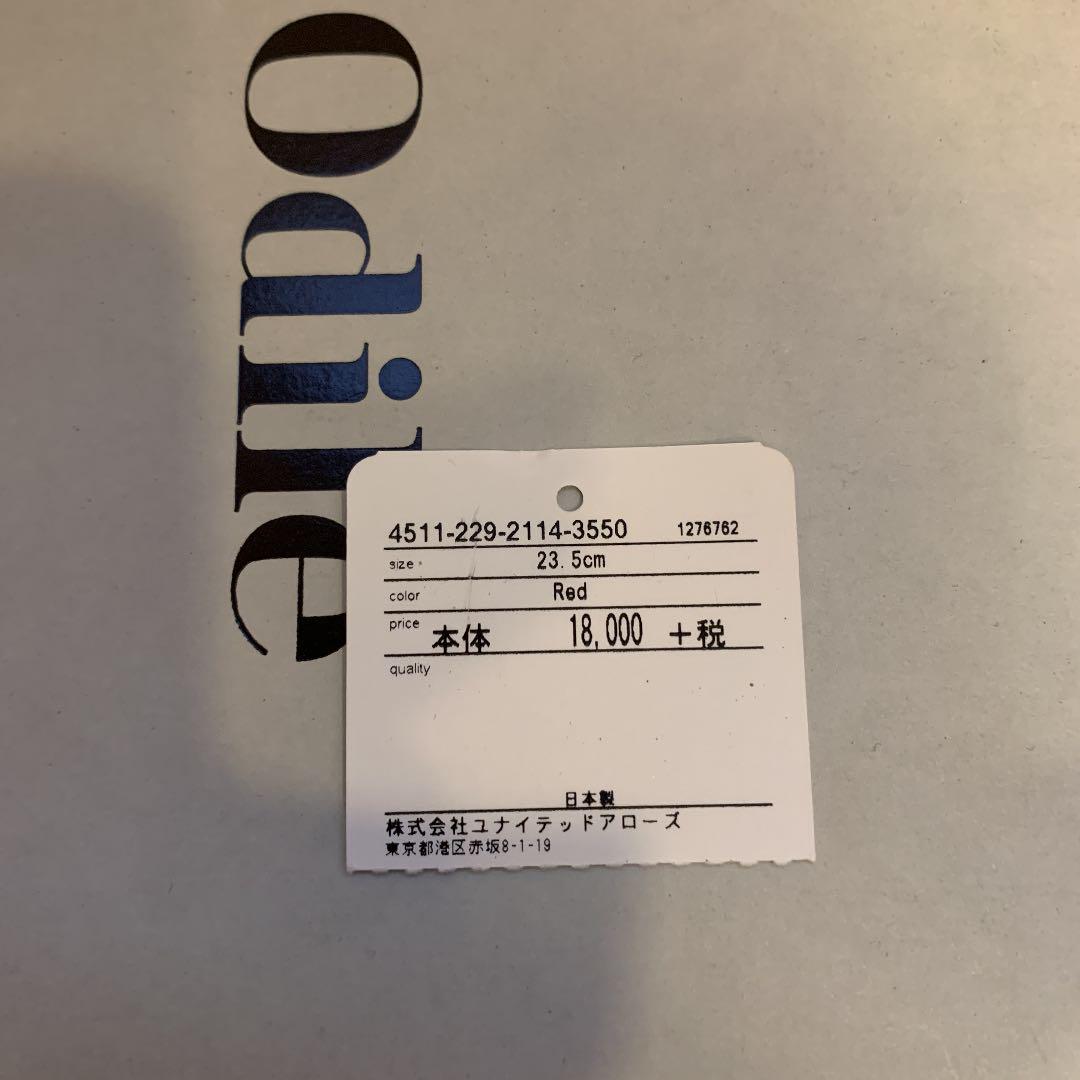 Odile
4511-229-2114-3550 1276762
size 23.5cm
color Red
price 本体 18,000 +税
quality
日本製
株式会社ユナイテッドアローズ
東京都港区赤坂8-1-19